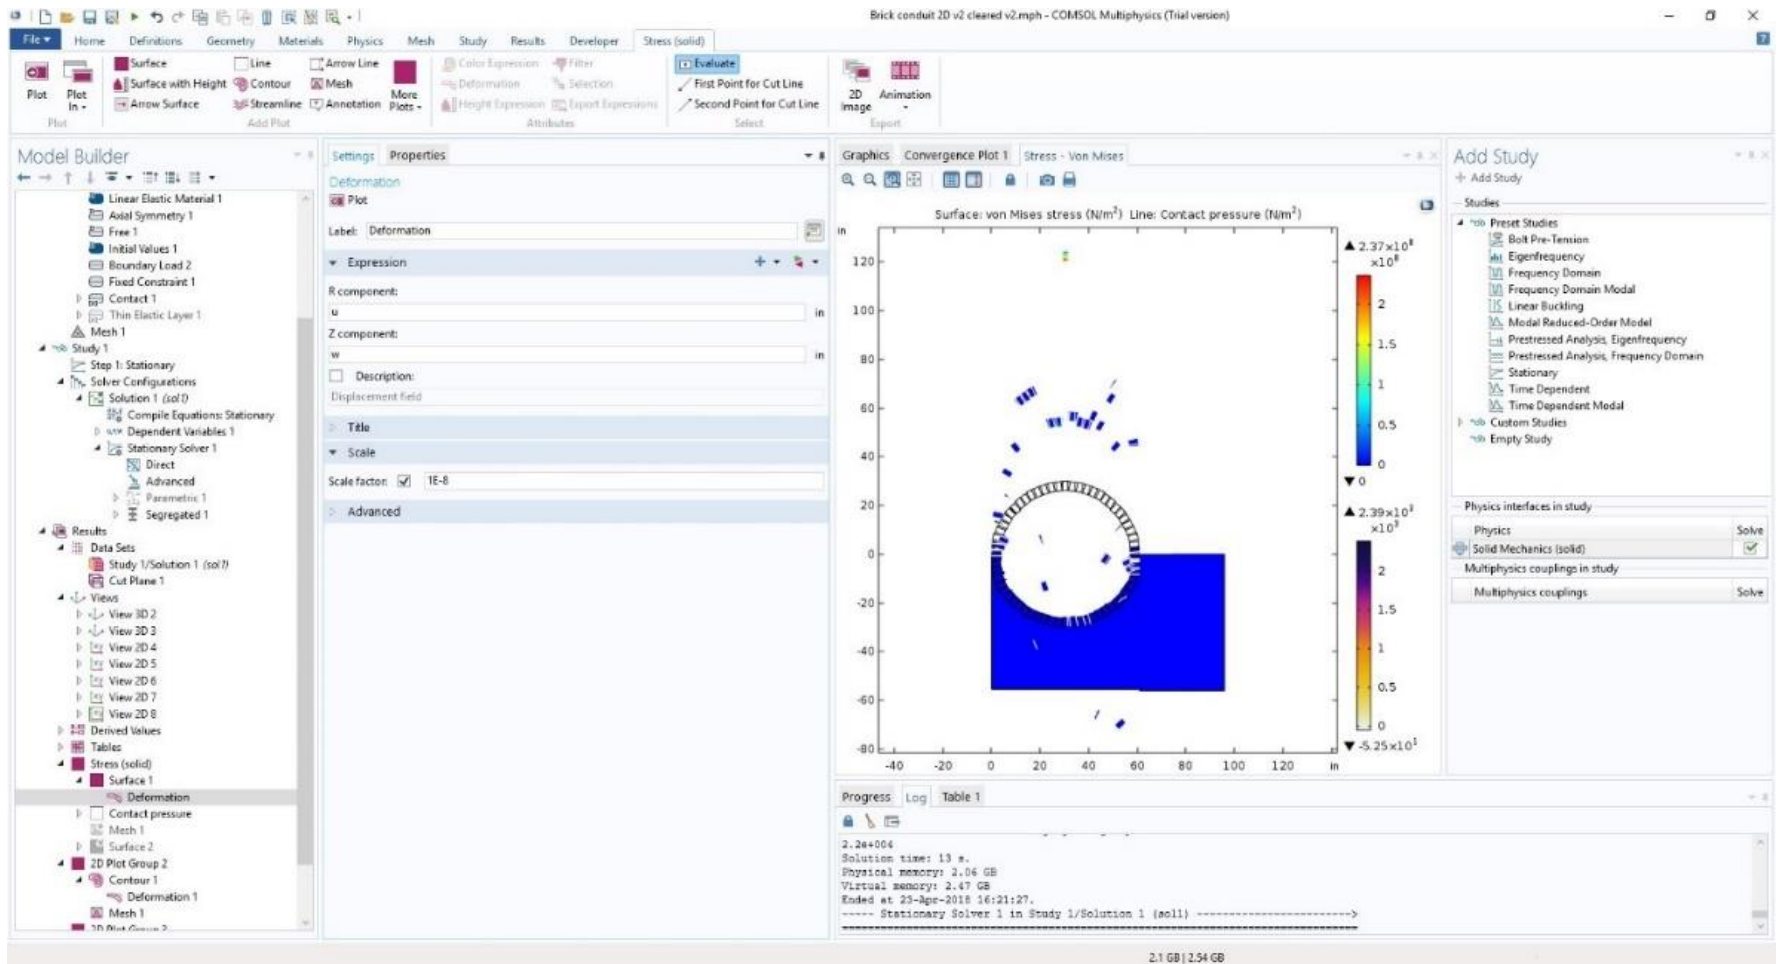 Brick conduit 2D v2 cleared v2.mph - COMSOL Multiphysics (Trial version)
File Home Definitions Geometry Materials Physics Mesh Study Results Developer Stress (solid)
Surface Line Arrow Line Color Expression Filter Evaluate
Surface with Height Contour Mesh Deformation Selection First Point for Cut Line
Arrow Surface Streamline Annotation Height Expression Export Expressions Second Point for Cut Line
Plot
Plot In
More Plots
2D Image
Animation
Plot Add Plot Attributes Select Export
Model Builder
Linear Elastic Material 1
Axial Symmetry 1
Free 1
Initial Values 1
Boundary Load 2
Fixed Constraint 1
Contact 1
Thin Elastic Layer 1
Mesh 1
Study 1
Step 1: Stationary
Solver Configurations
Solution 1 (sol1)
Compile Equations: Stationary
Dependent Variables 1
Stationary Solver 1
Direct
Advanced
Parametric 1
Segregated 1
Results
Data Sets
Study 1/Solution 1 (sol1)
Cut Plane 1
Views
View 3D 2
View 3D 3
View 2D 4
View 2D 5
View 2D 6
View 2D 7
View 2D 8
Derived Values
Tables
Stress (solid)
Surface 1
Deformation
Contact pressure
Mesh 1
Surface 2
2D Plot Group 2
Contour 1
Deformation 1
Mesh 1
Settings Properties
Deformation
Plot
Label: Deformation
Expression
R component:
u in
Z component:
w in
Description:
Displacement field
Title
Scale
Scale factor: 1E-8
Advanced
Graphics Convergence Plot 1 Stress - Von Mises
Surface: von Mises stress (N/m²) Line: Contact pressure (N/m²)
in
120
100
80
60
40
20
0
-20
-40
-60
-80
-40 -20 0 20 40 60 80 100 120 in
▲ 2.37×10⁸
×10⁸
2
1.5
1
0.5
0
▼ 0
▲ 2.39×10³
×10³
2
1.5
1
0.5
0
▼ -5.25×10¹
Progress Log Table 1
2.2e+004
Solution time: 13 s.
Physical memory: 2.06 GB
Virtual memory: 2.47 GB
Ended at 23-Apr-2018 16:21:27.
----- Stationary Solver 1 in Study 1/Solution 1 (sol1) ---------------------->
Add Study
+ Add Study
Studies
Preset Studies
Bolt Pre-Tension
Eigenfrequency
Frequency Domain
Frequency Domain Modal
Linear Buckling
Modal Reduced-Order Model
Prestressed Analysis, Eigenfrequency
Prestressed Analysis, Frequency Domain
Stationary
Time Dependent
Time Dependent Modal
Custom Studies
Empty Study
Physics interfaces in study
Physics Solve
Solid Mechanics (solid)
Multiphysics couplings in study
Multiphysics couplings Solve
2.1 GB | 2.54 GB